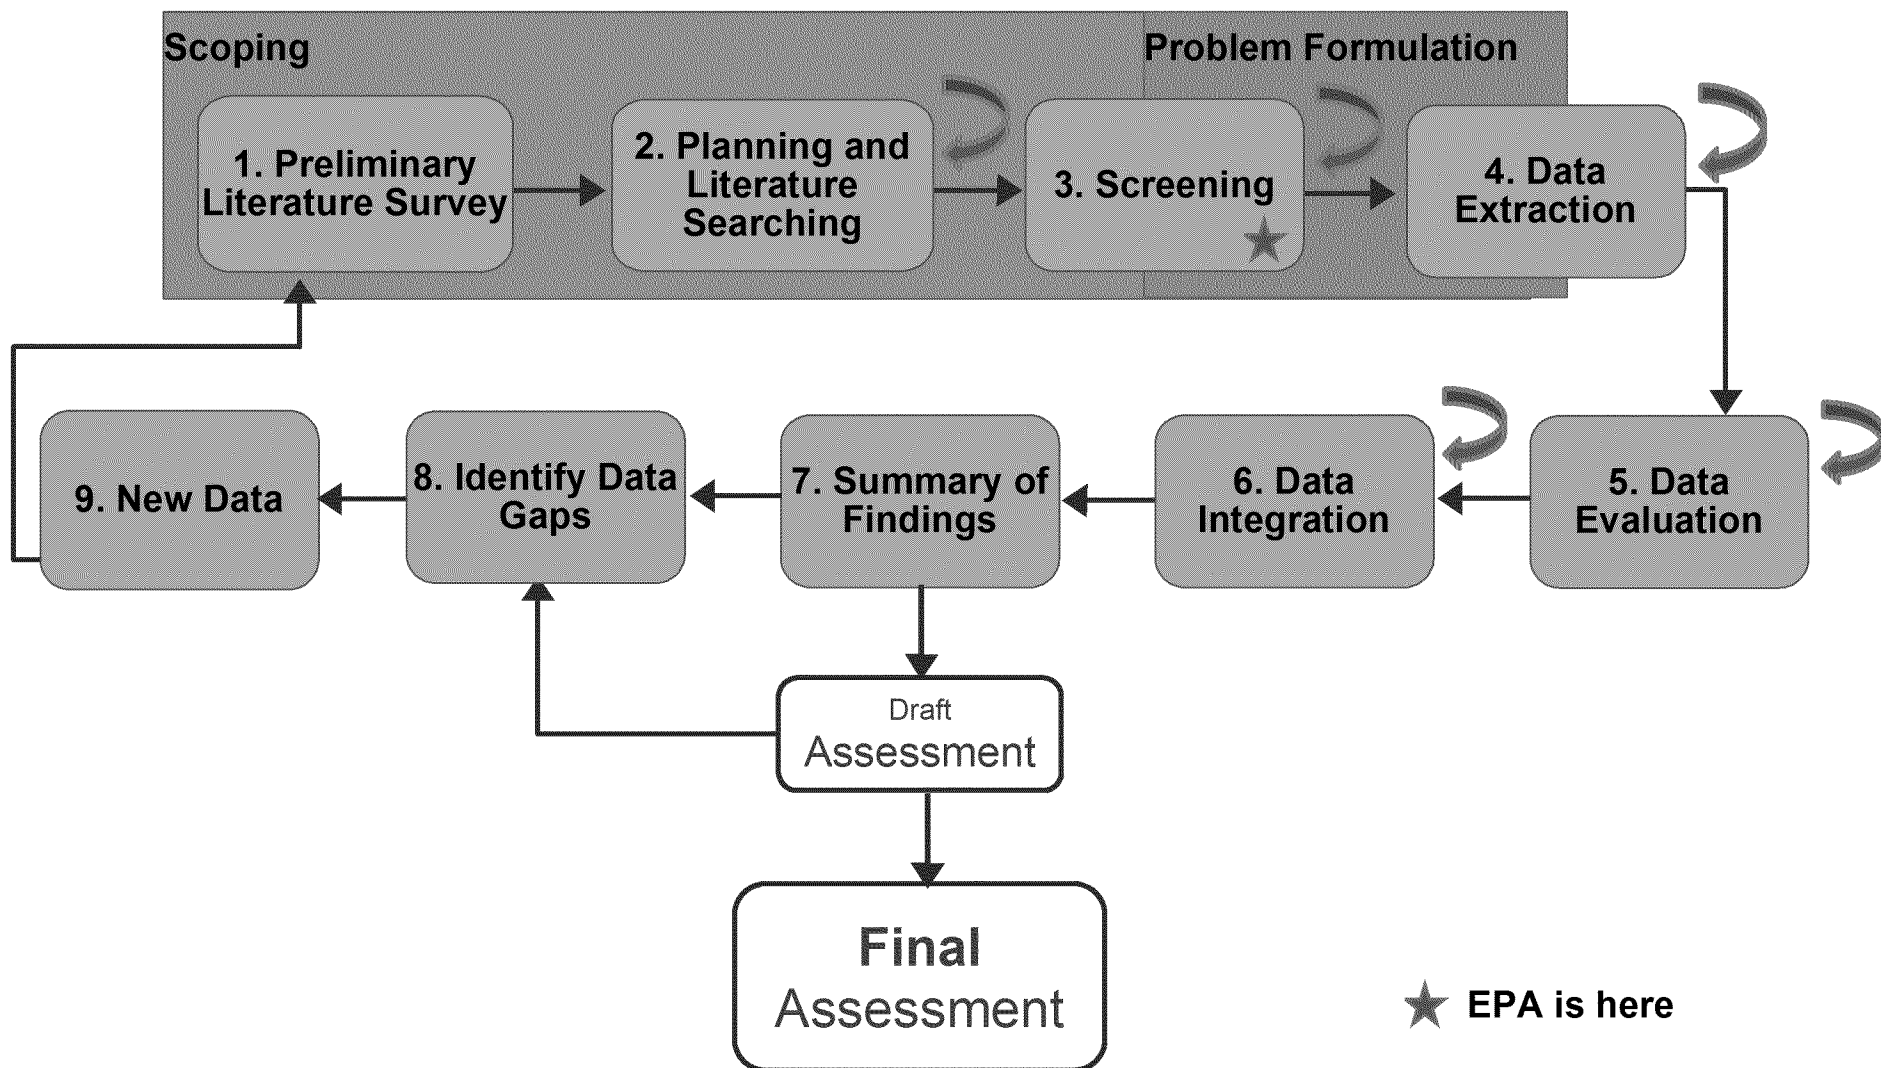 Scoping
Problem Formulation
1. Preliminary
Literature Survey
2. Planning and
Literature
Searching
3. Screening
4. Data
Extraction
9. New Data
8. Identify Data
Gaps
7. Summary of
Findings
6. Data
Integration
5. Data
Evaluation
Draft
Assessment
Final
Assessment
EPA is here